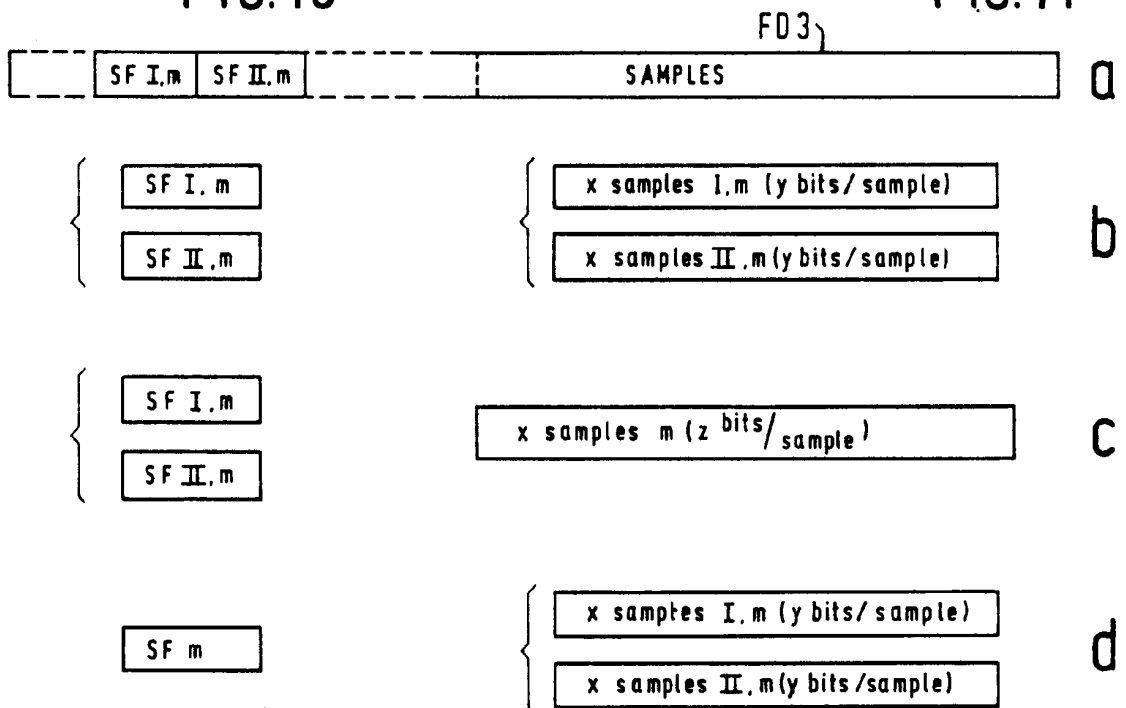 FD3
SF I,m SF II,m SAMPLES a
SF I, m x samples I,m (y bits/sample)
b
SF II,m x samples II,m (y bits/sample)
SF I.m
x samples m (z bits/sample) c
SF II,m
x samples I,m (y bits/sample)
SF m d
x samples II,m (y bits/sample)